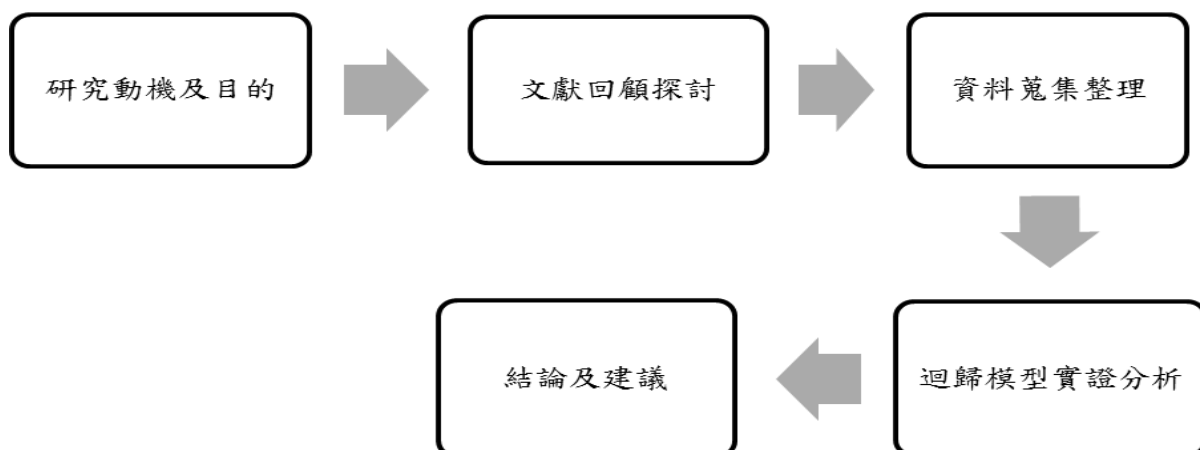 研究動機及目的
文獻回顧探討
資料蒐集整理
迴歸模型實證分析
結論及建議